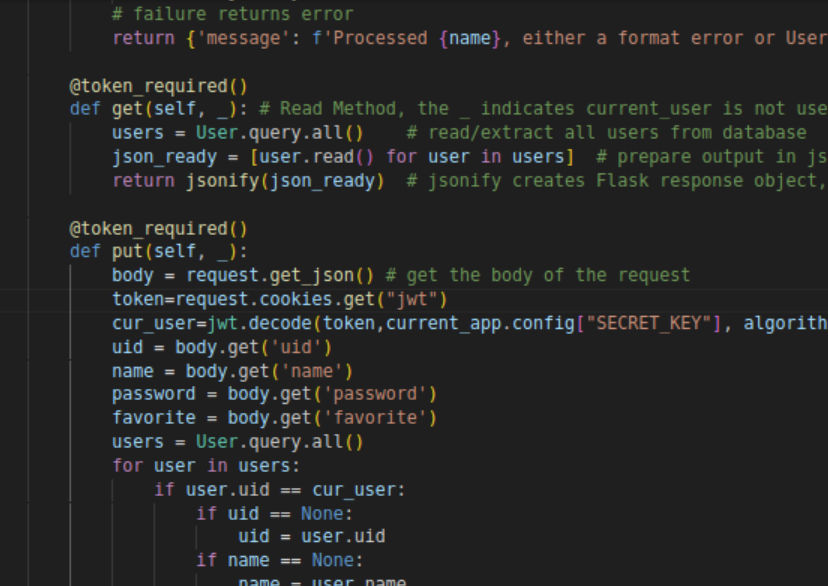 # failure returns error
return {'message': f'Processed {name}, either a format error or User
@token_required()
def get(self, _): # Read Method, the _ indicates current_user is not use
users = User.query.all() # read/extract all users from database
json_ready = [user.read() for user in users] # prepare output in js
return jsonify(json_ready) # jsonify creates Flask response object,
@token_required()
def put(self, _):
body = request.get_json() # get the body of the request
token=request.cookies.get("jwt")
cur_user=jwt.decode(token,current_app.config["SECRET_KEY"], algorith
uid = body.get('uid')
name = body.get('name')
password = body.get('password')
favorite = body.get('favorite')
users = User.query.all()
for user in users:
if user.uid == cur_user:
if uid == None:
uid = user.uid
if name == None:
name = user.name